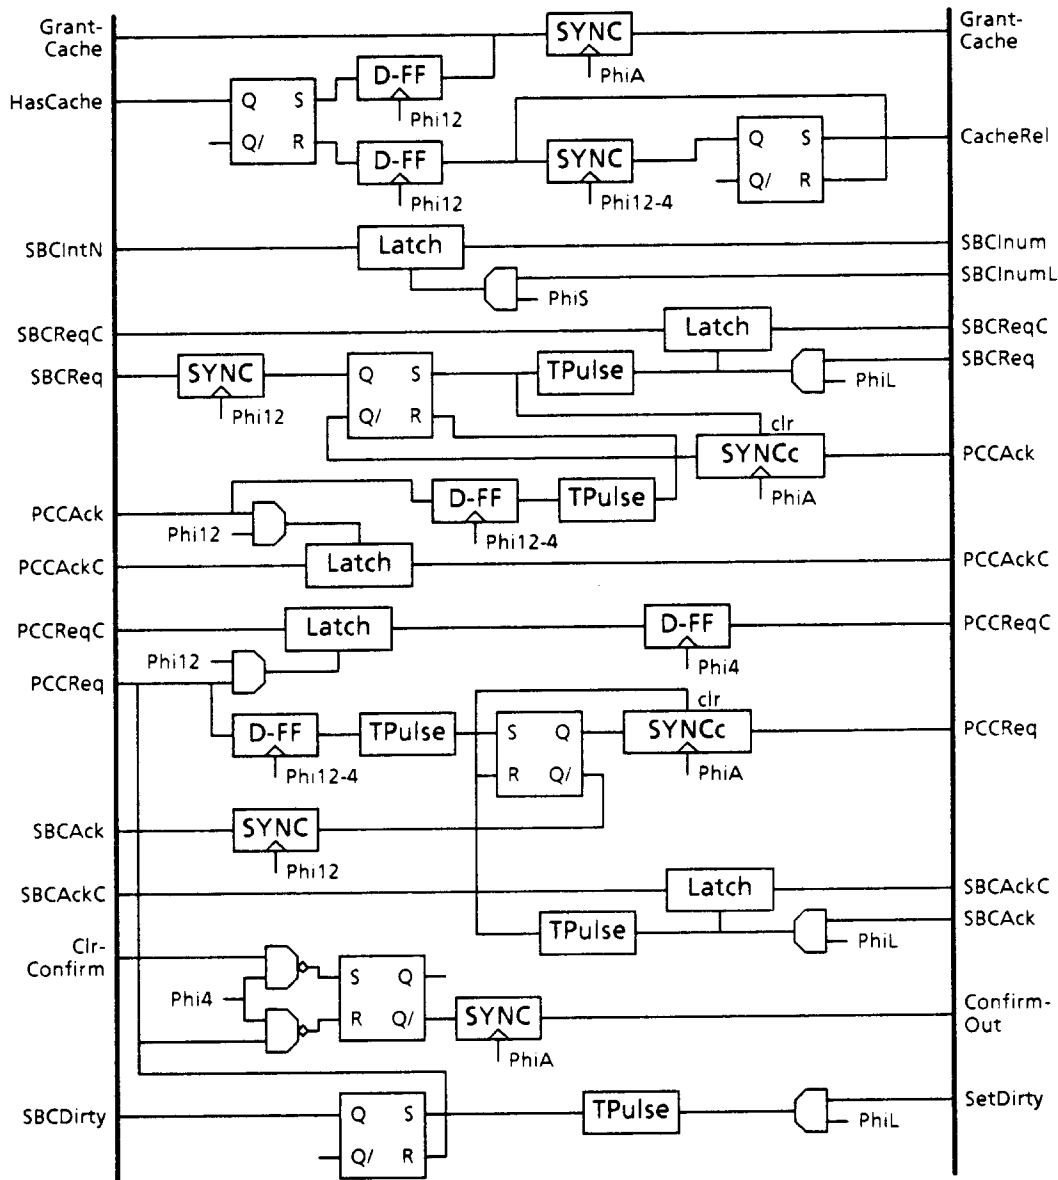 Grant-
Cache
SYNC
PhiA
Grant-
Cache
D-FF
Phi12
HasCache
Q S
Q/ R
D-FF
Phi12
SYNC
Phi12-4
Q S
Q/ R
CacheRel
SBCIntN
Latch
SBCInum
PhiS
SBCInumL
SBCReqC
Latch
SBCReqC
SBCReq
SYNC
Phi12
Q S
Q/ R
TPulse
PhiL
SBCReq
clr
SYNCc
PhiA
PCCAck
PCCAck
Phi12
D-FF
Phi12-4
TPulse
PCCAckC
Latch
PCCAckC
PCCReqC
Latch
D-FF
Phi4
PCCReqC
Phi12
PCCReq
D-FF
Phi12-4
TPulse
S Q
R Q/
clr
SYNCc
PhiA
PCCReq
SBCAck
SYNC
Phi12
SBCAckC
Latch
SBCAckC
TPulse
PhiL
SBCAck
Clr-
Confirm
Phi4
S Q
R Q/
SYNC
PhiA
Confirm-
Out
SBCDirty
Q S
Q/ R
TPulse
PhiL
SetDirty